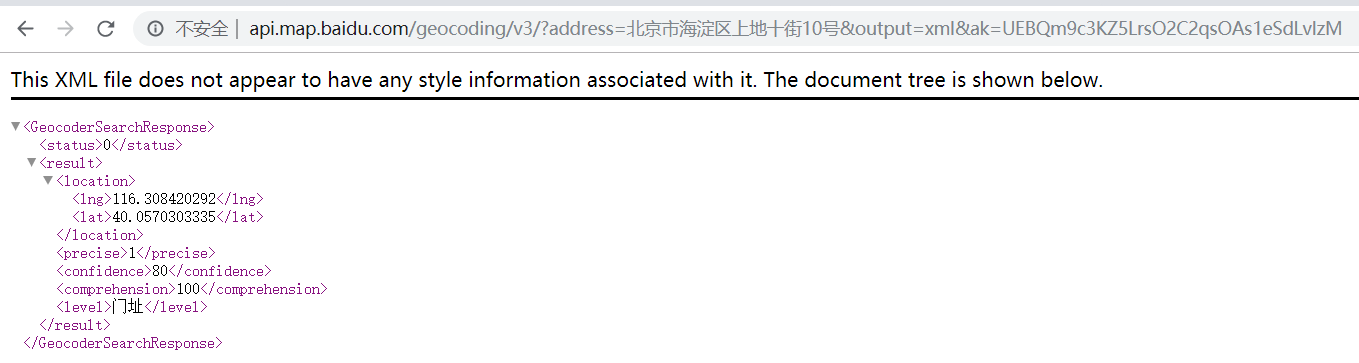 不安全 | api.map.baidu.com/geocoding/v3/?address=北京市海淀区上地十街10号&output=xml&ak=UEBQm9c3KZ5LrsO2C2qsOAs1eSdLvlzM
This XML file does not appear to have any style information associated with it. The document tree is shown below.
<GeocoderSearchResponse>
<status>0</status>
<result>
<location>
<lng>116.308420292</lng>
<lat>40.0570303335</lat>
</location>
<precise>1</precise>
<confidence>80</confidence>
<comprehension>100</comprehension>
<level>门址</level>
</result>
</GeocoderSearchResponse>